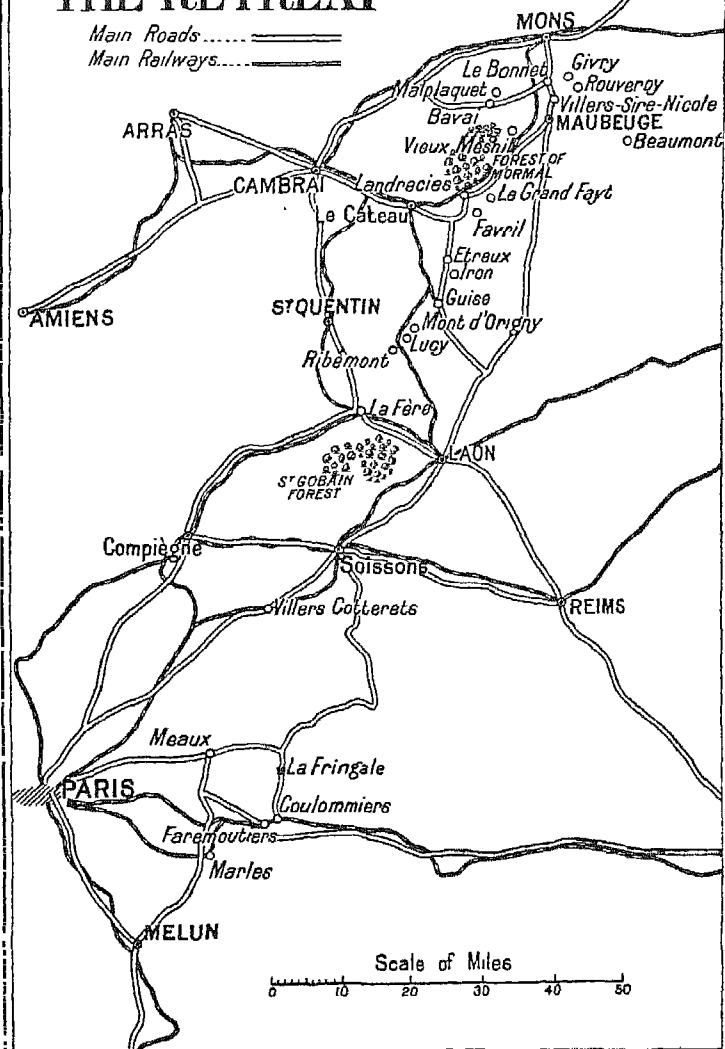 THE RETREAT
Main Roads......
Main Railways.....
MONS
Le Bonnet
Givry
Rouveroy
Malplaquet
Villers-Sire-Nicole
Bavai
MAUBEUGE
ARRAS
Beaumont
Vieux Mesnil
FOREST OF
MORMAL
CAMBRAI
Landrecies
Le Grand Fayt
Le Cateau
Favril
Etreux
Iron
Guise
AMIENS
ST QUENTIN
Mont d'Origny
Lucy
Ribemont
La Fère
LAON
ST GOBAIN
FOREST
Compiègne
Soissons
Villers Cotterets
REIMS
Meaux
La Fringale
PARIS
Coulommiers
Faremoutiers
Marles
MELUN
Scale of Miles
0 10 20 30 40 50